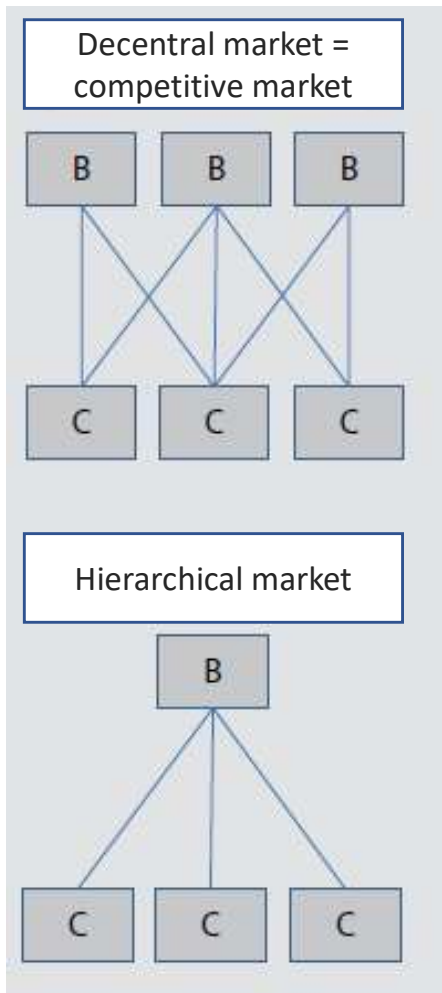 Decentral market =
competitive market
B B B
C C C
Hierarchical market
B
C C C